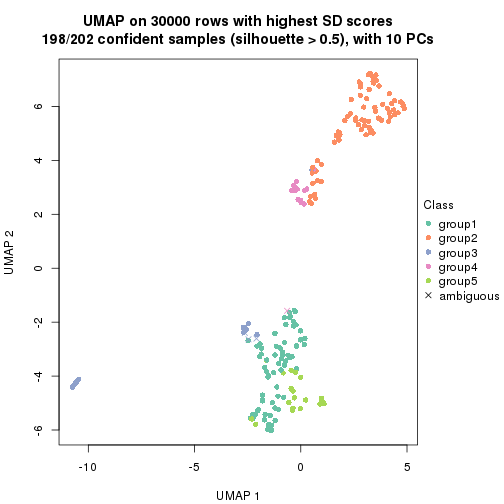 UMAP on 30000 rows with highest SD scores
198/202 confident samples (silhouette > 0.5), with 10 PCs
6
4
2
0
-2
-4
-6
UMAP 2
-10
-5
0
5
UMAP 1
Class
group1
group2
group3
group4
group5
ambiguous